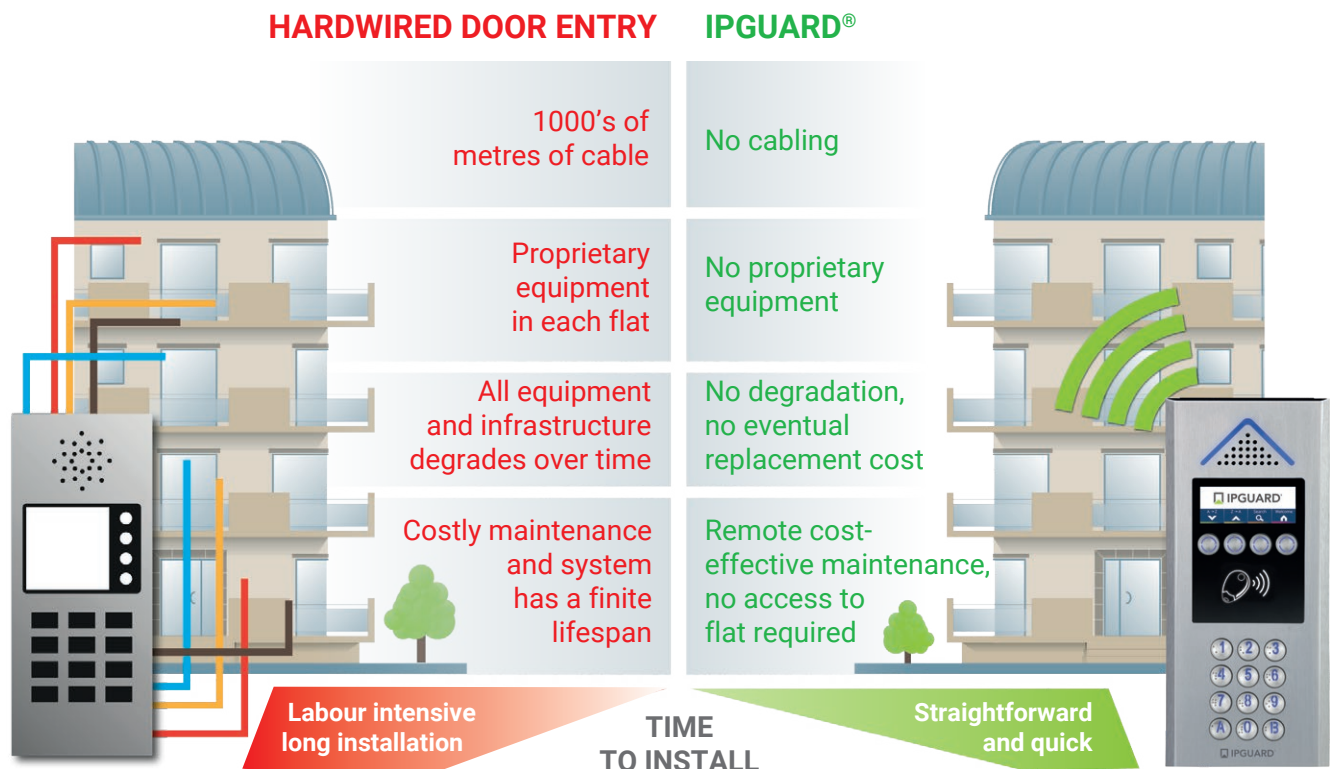 HARDWIRED DOOR ENTRY
IPGUARD®
1000’s of
metres of cable
No cabling
Proprietary
equipment
in each flat
No proprietary
equipment
All equipment
and infrastructure
degrades over time
No degradation,
no eventual
replacement cost
Costly maintenance
and system
has a finite
lifespan
Remote cost-
effective maintenance,
no access to
flat required
Labour intensive
long installation
TIME
TO INSTALL
Straightforward
and quick
IPGUARD
Search
1 2 3
4 5 6
7 8 9
A 0 B
IPGUARD